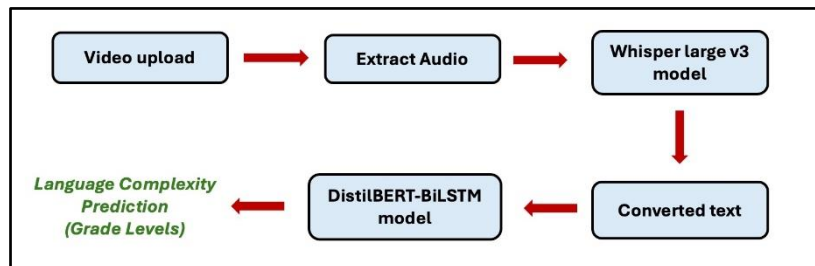 Video upload
Extract Audio
Whisper large v3
model
Converted text
DistilBERT-BiLSTM
model
Language Complexity
Prediction
(Grade Levels)